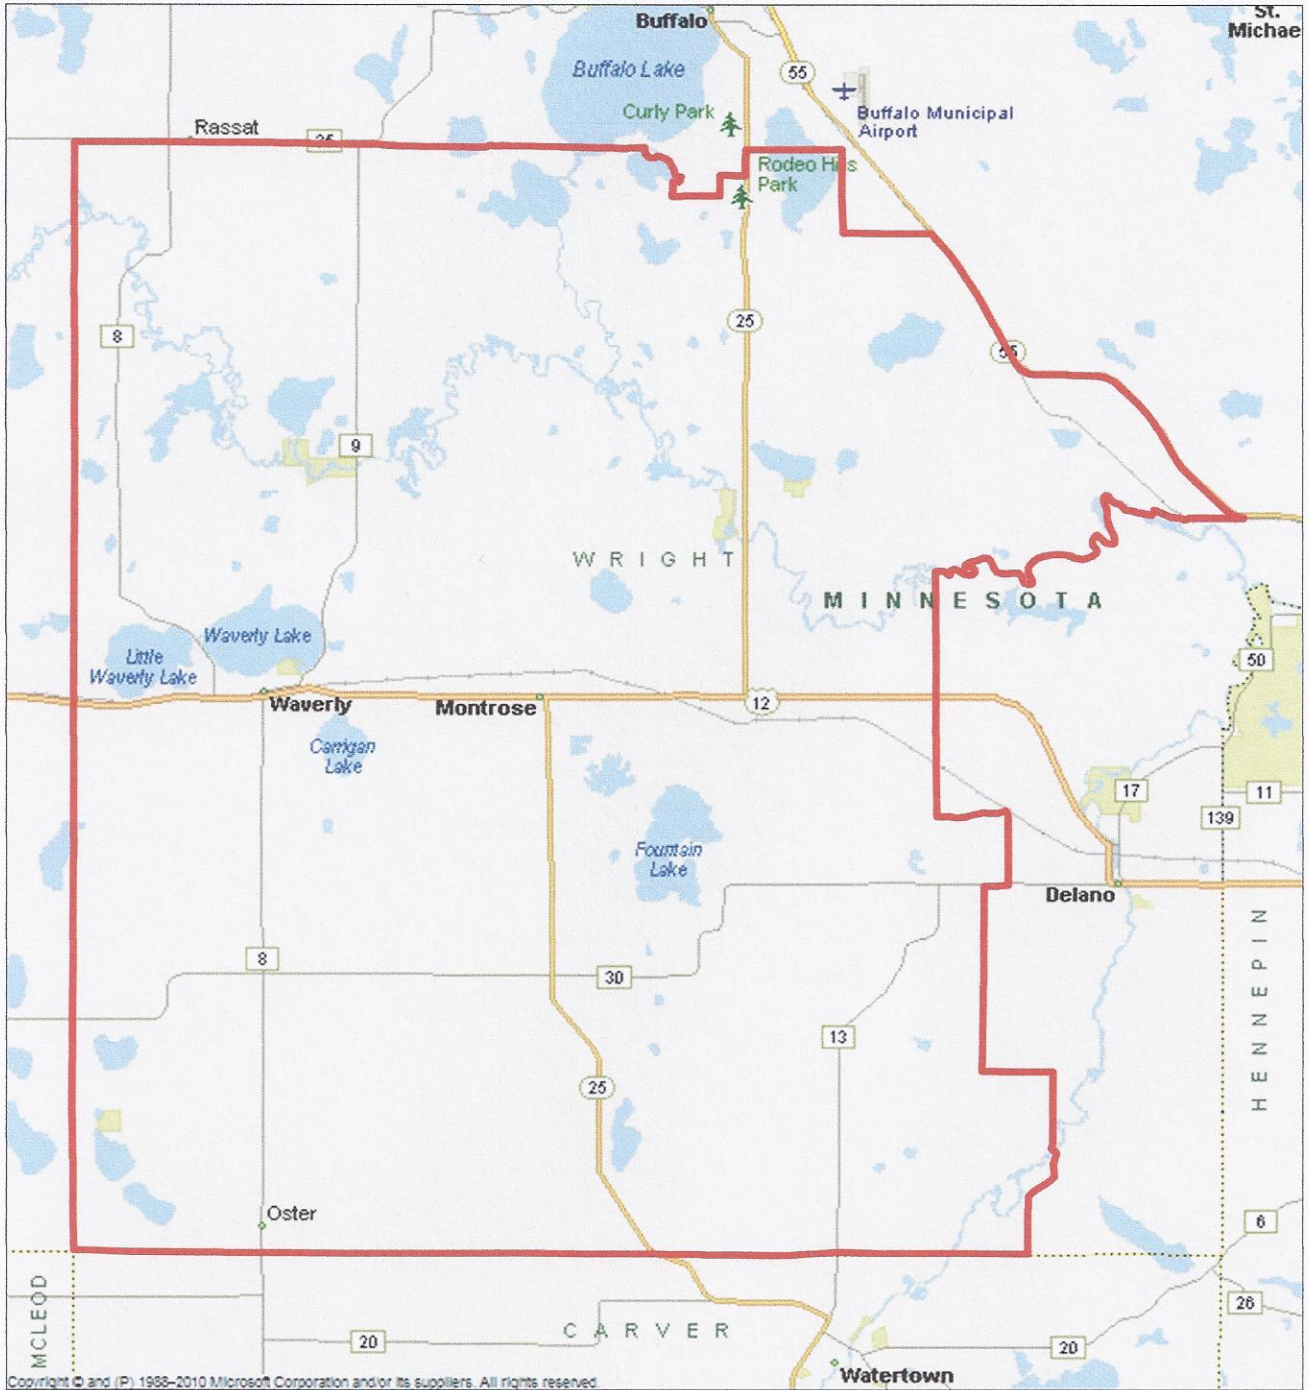 St.
Michae
Buffalo
Buffalo Lake
55
Curly Park
Buffalo Municipal
Airport
Rassat
35
Rodeo Hills
Park
8
25
55
9
WRIGHT
MINNESOTA
Waverly Lake
Little
Waverly Lake
50
Waverly
Montrose
12
Carrigan
Lake
17
11
139
Fountain
Lake
Delano
HENNEPIN
8
30
13
25
Oster
6
MCLEOD
26
CARVER
20
20
Watertown
Copyright © and (P) 1988–2010 Microsoft Corporation and/or its suppliers. All rights reserved.